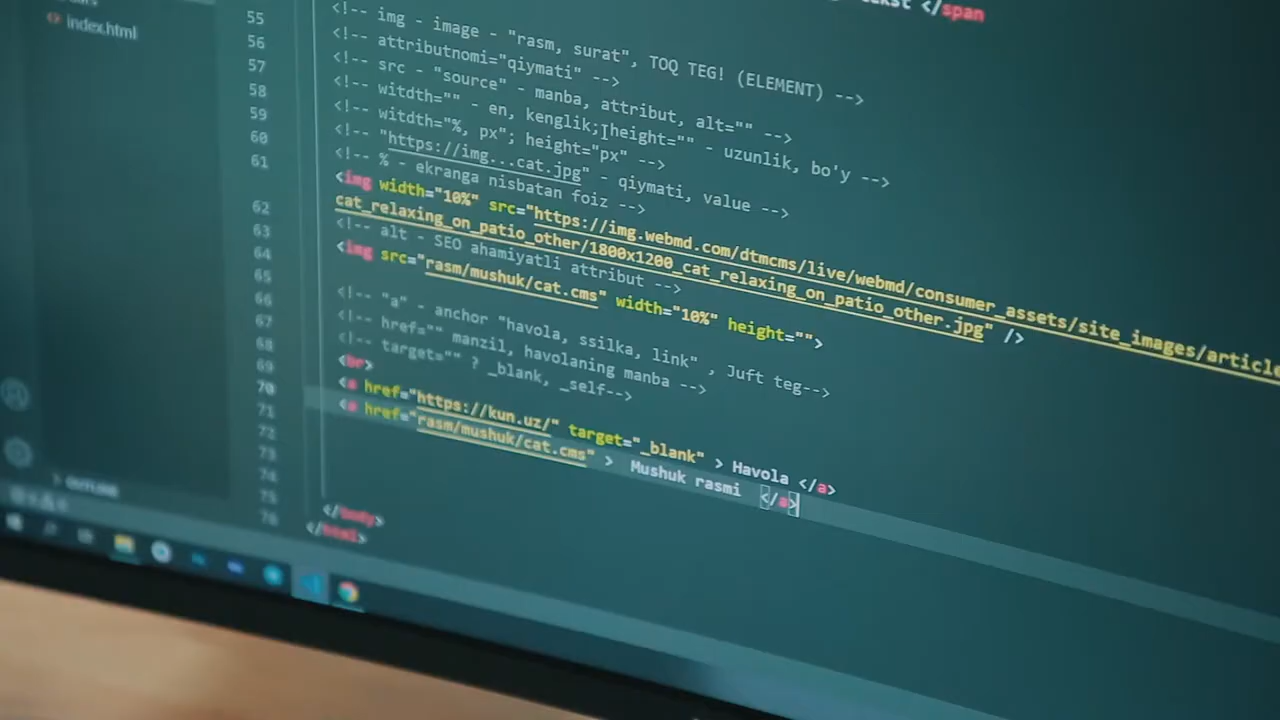 tekst </span
index.html
55 <!-- img - image - "rasm, surat", TOQ TEG! (ELEMENT) -->
56 <!-- attributnomi="qiymati" -->
57 <!-- src - "source" - manba, attribut, alt="" -->
58 <!-- witdth="" - en, kenglik; height="" - uzunlik, bo'y -->
59 <!-- witdth="%, px"; height="px" -->
60 <!-- "https://img...cat.jpg" - qiymati, value -->
61 <!-- % - ekranga nisbatan foiz -->
<img width="10%" src="https://img.webmd.com/dtmcms/live/webmd/consumer_assets/site_images/article
cat_relaxing_on_patio_other/1800x1200_cat_relaxing_on_patio_other.jpg" />
62 <!-- alt - SEO ahamiyatli attribut -->
63 <img src="rasm/mushuk/cat.cms" width="10%" height="">
64
65 <!-- "a" - anchor "havola, ssilka, link" , Juft teg-->
66 <!-- href="" manzil, havolaning manba -->
67 <!-- target="" ? _blank, _self-->
68 <br>
69 <a href="https://kun.uz/" target="_blank" > Havola </a>
70 <a href="rasm/mushuk/cat.cms" > Mushuk rasmi </a>
71
72
73
74
75 </body>
76 </html>
OUTLINE